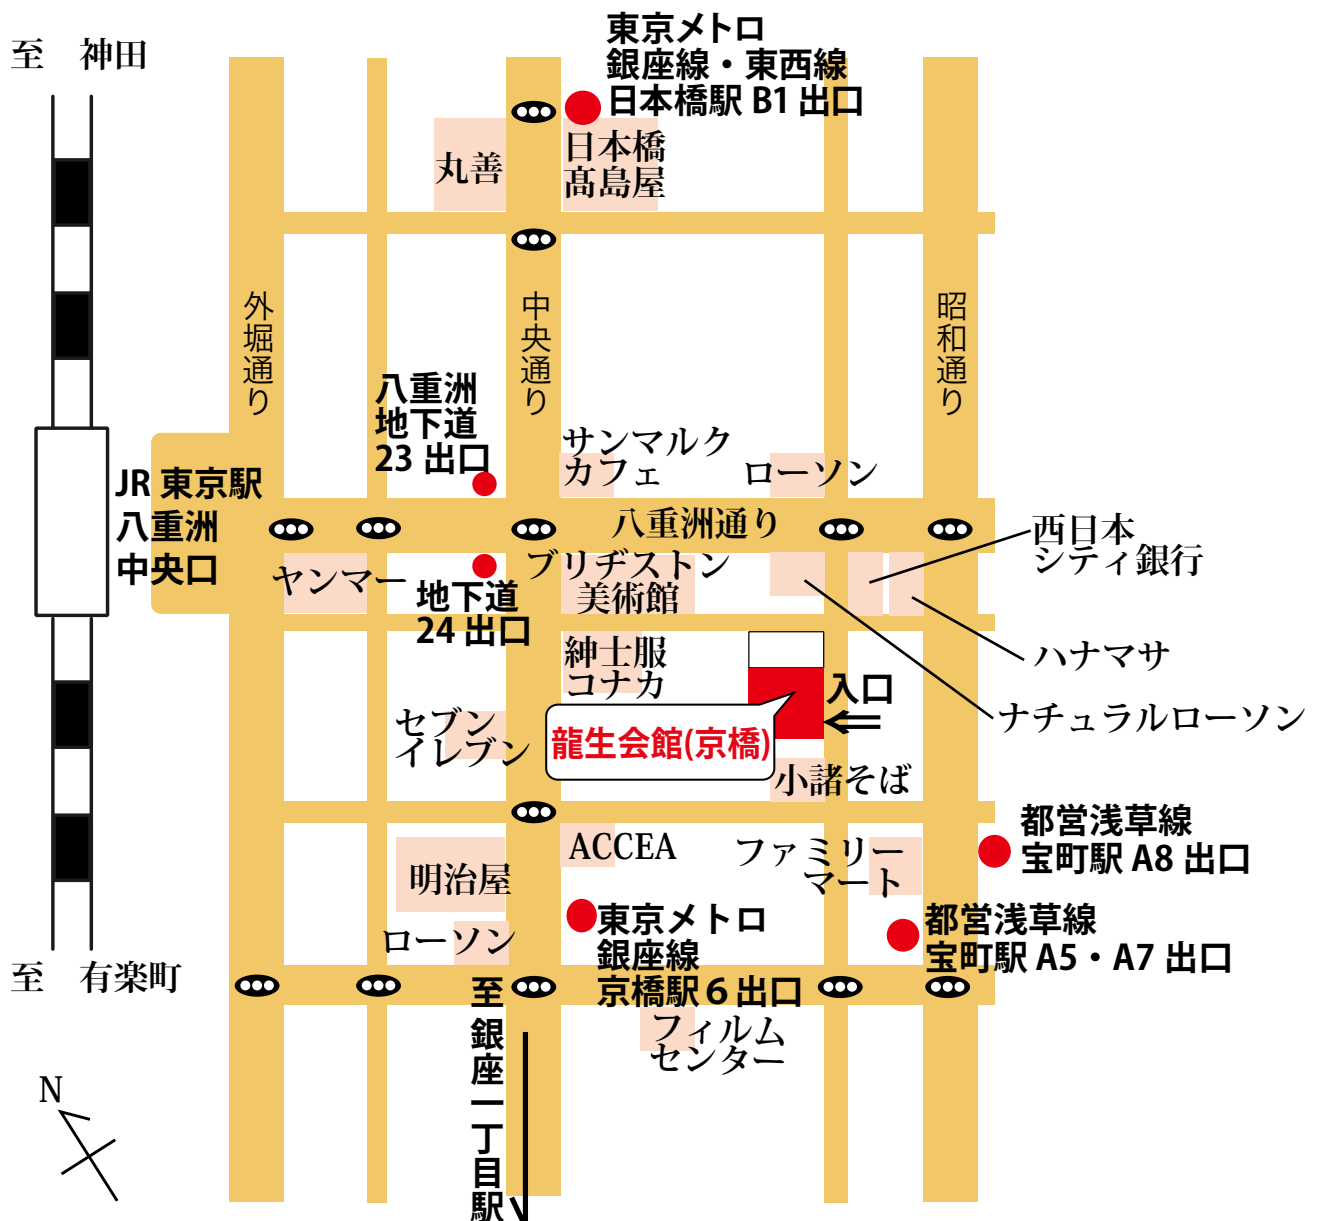 至 神田
東京メトロ
銀座線・東西線
日本橋駅 B1 出口
丸善
日本橋
髙島屋
外堀通り
中央通り
昭和通り
八重洲
地下道
23 出口
サンマルク
カフェ
ローソン
JR 東京駅
八重洲
中央口
八重洲通り
西日本
シティ銀行
ヤンマー
地下道
24 出口
ブリヂストン
美術館
紳士服
コナカ
入口
ハナマサ
ナチュラルローソン
セブン
イレブン
龍生会館(京橋)
小諸そば
都営浅草線
宝町駅 A8 出口
ACCEA
ファミリー
マート
明治屋
ローソン
東京メトロ
銀座線
京橋駅 6 出口
都営浅草線
宝町駅 A5・A7 出口
至 有楽町
至 銀座一丁目駅
フィルム
センター
N